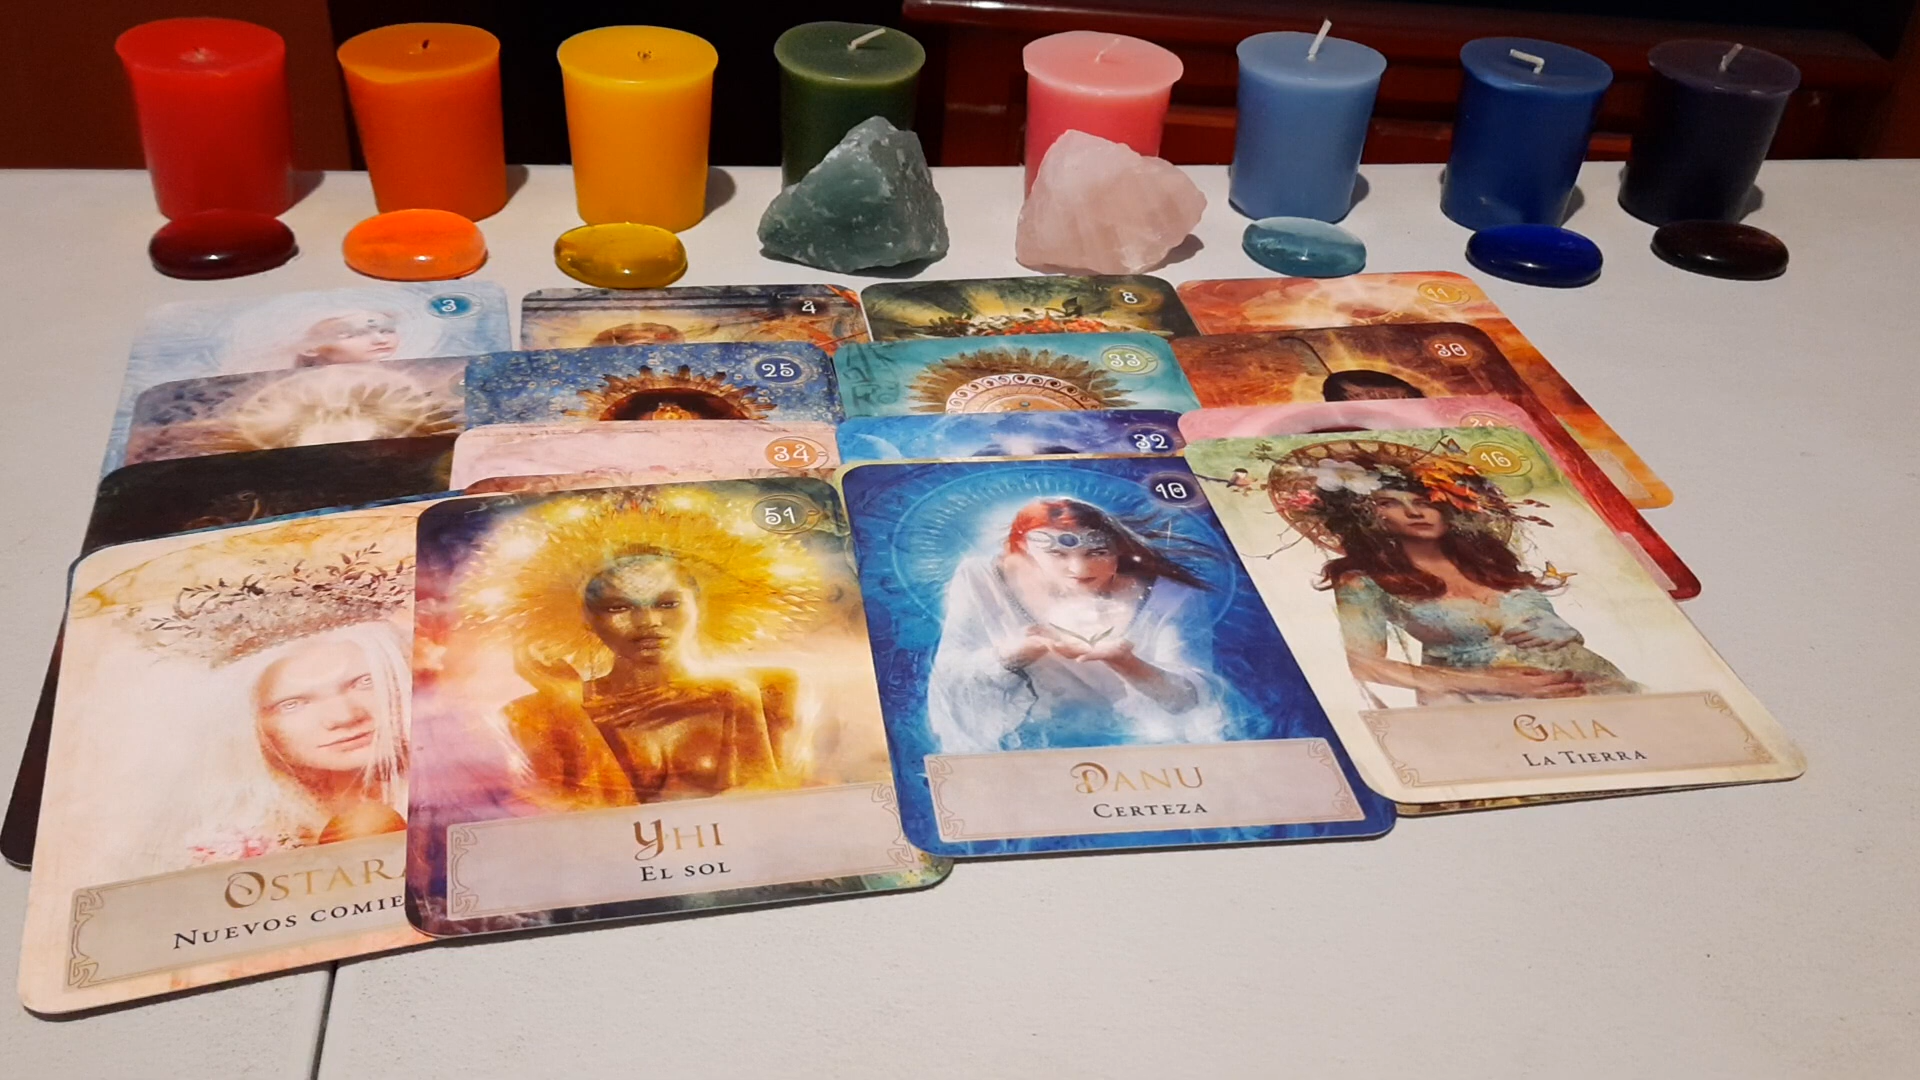 3
4
8
11
25
33
30
34
32
51
10
16
OSTARA
NUEVOS COMIE
YHI
EL SOL
DANU
CERTEZA
GAIA
LA TIERRA